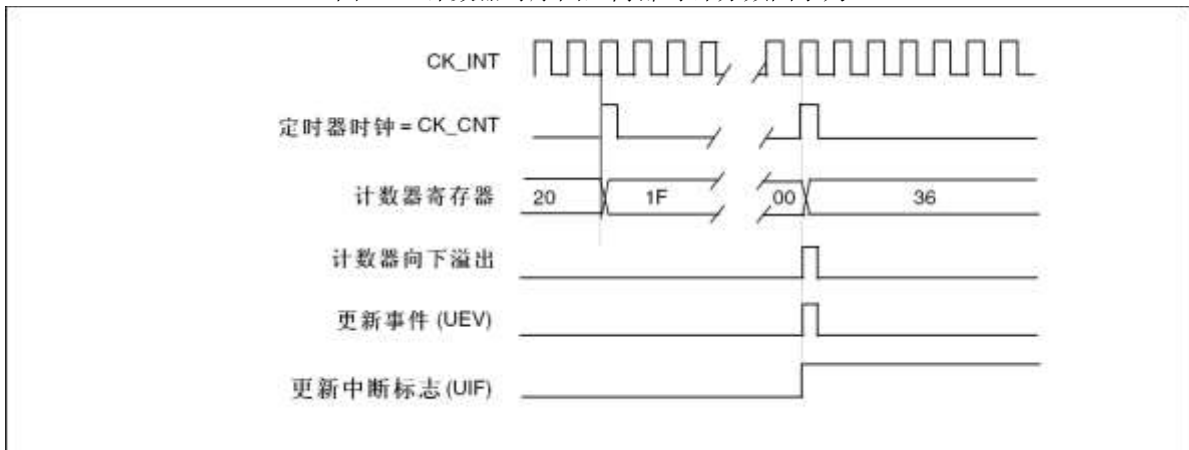 CK_INT
定时器时钟 = CK_CNT
计数器寄存器 20 1F 00 36
计数器向下溢出
更新事件 (UEV)
更新中断标志 (UIF)